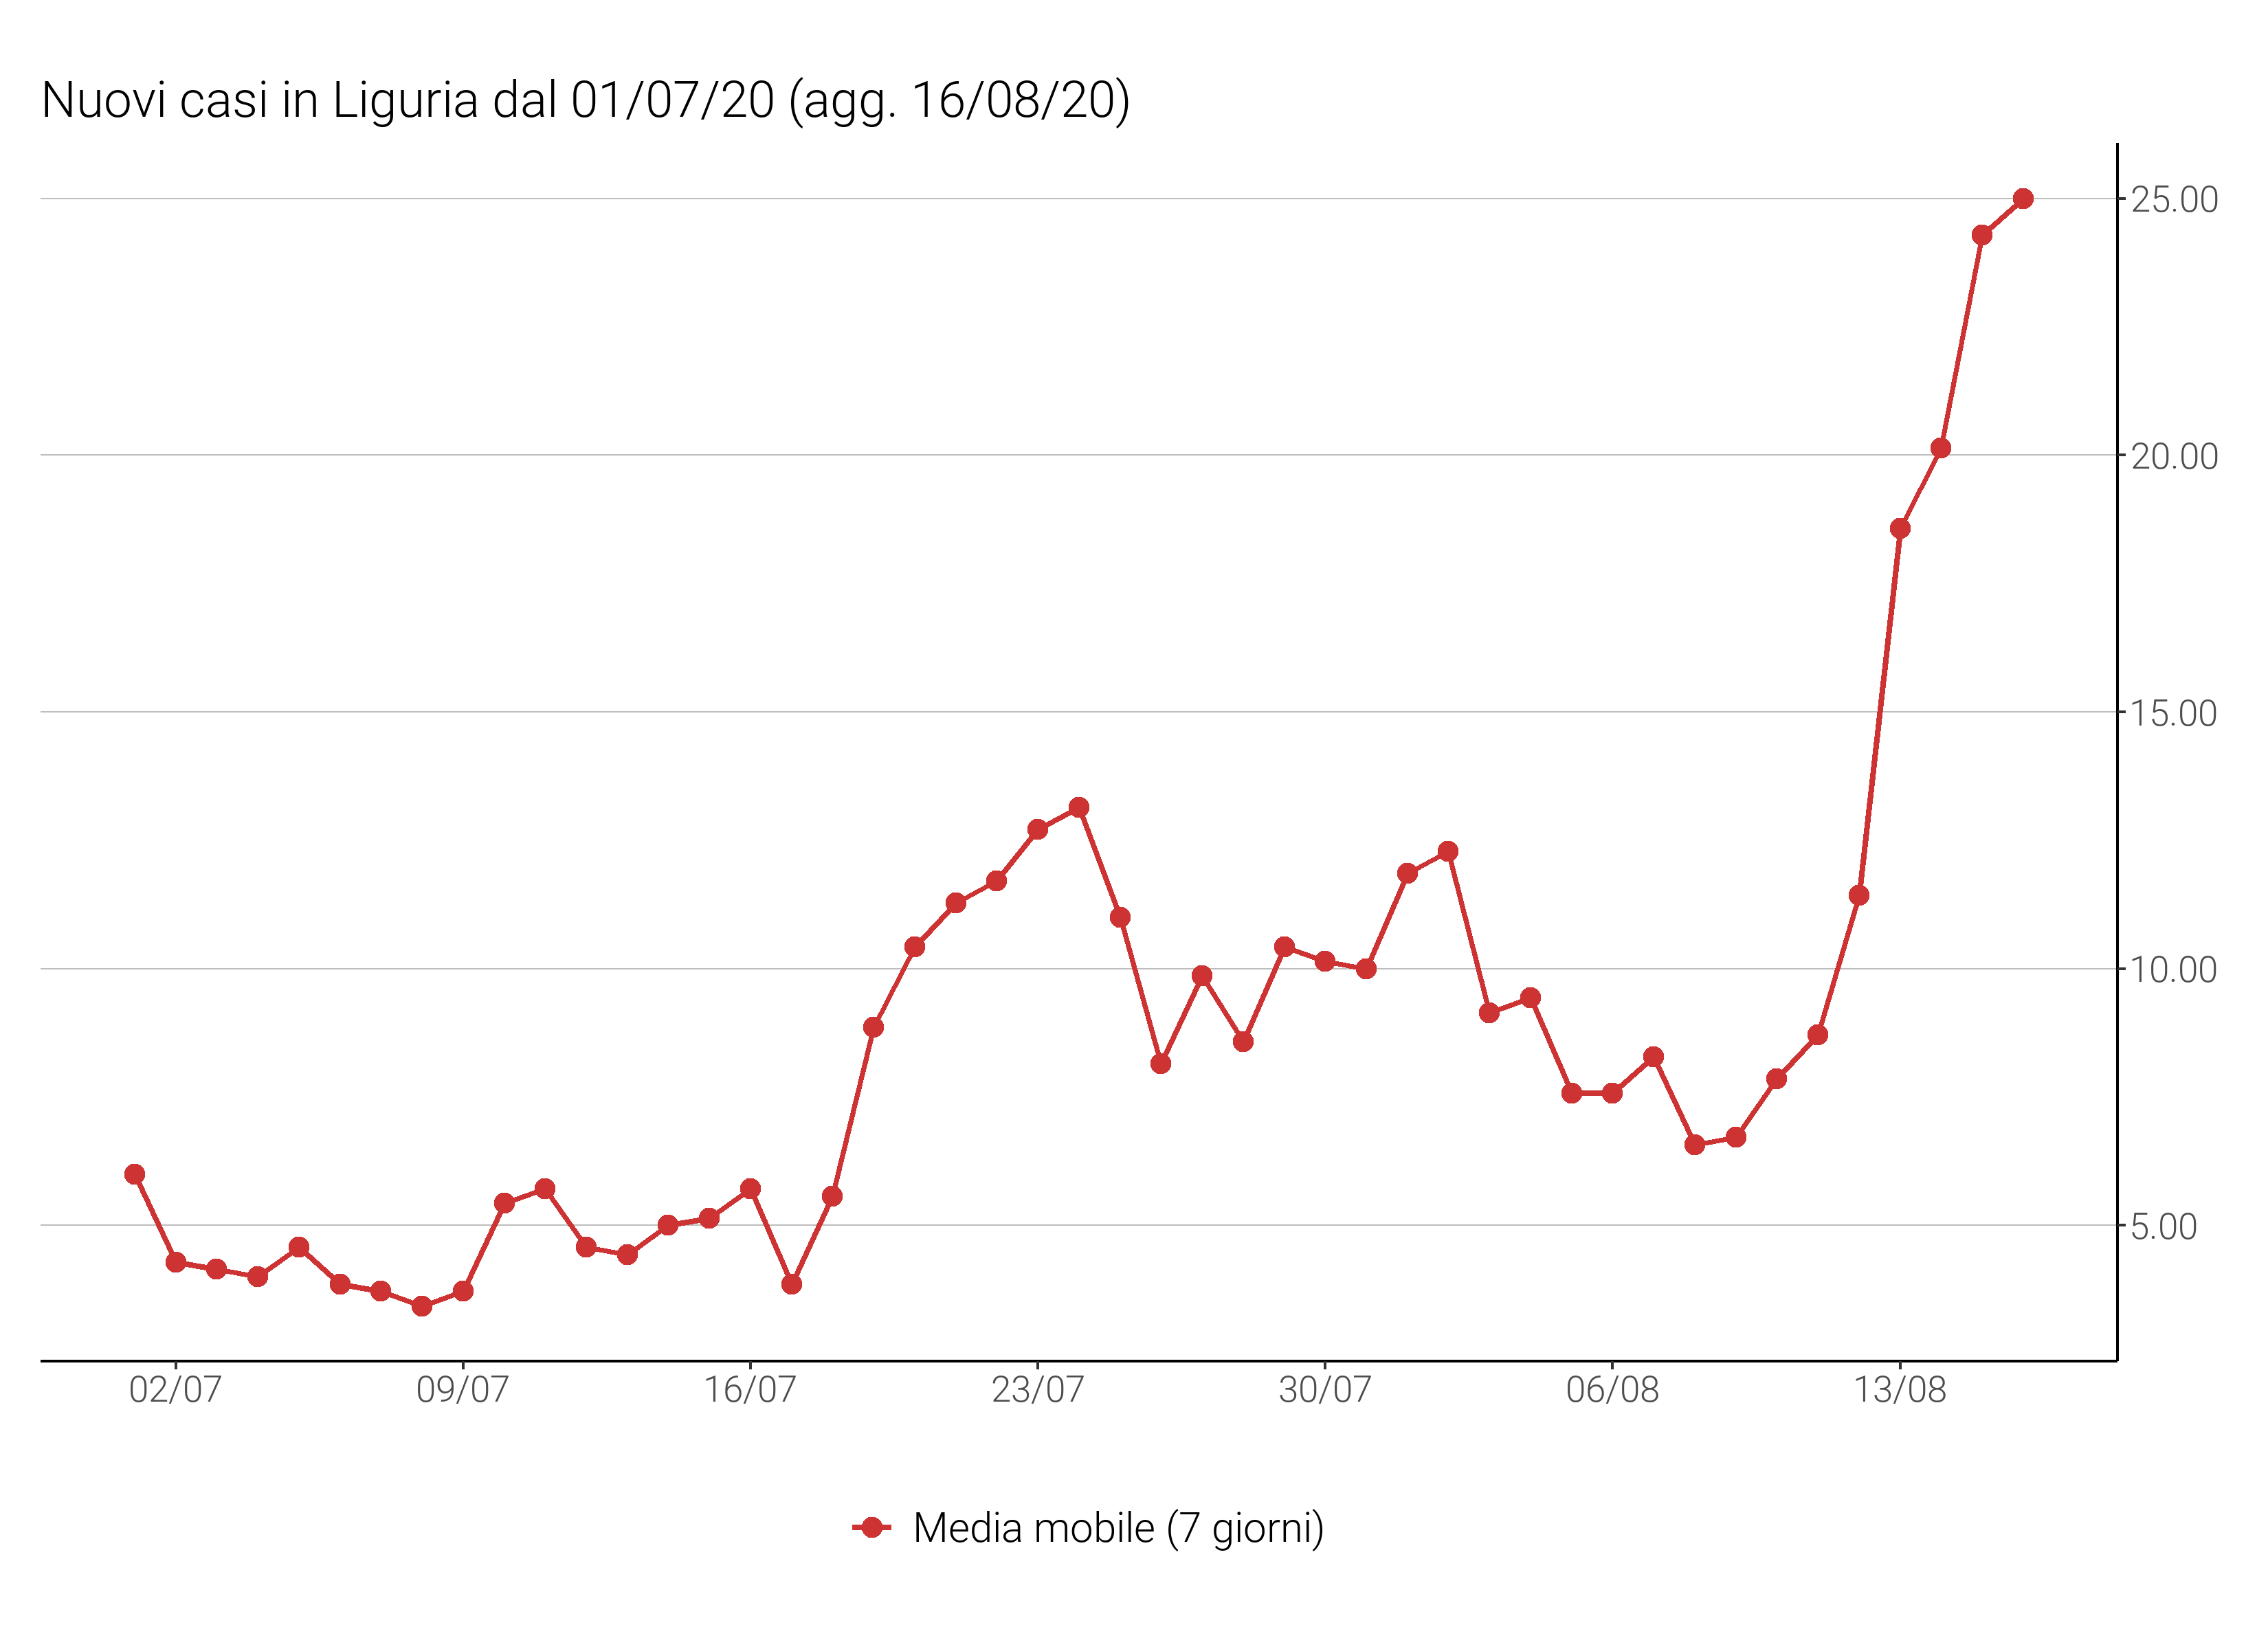 Nuovi casi in Liguria dal 01/07/20 (agg. 16/08/20)
25.00
20.00
15.00
10.00
5.00
02/07 09/07 16/07 23/07 30/07 06/08 13/08
Media mobile (7 giorni)